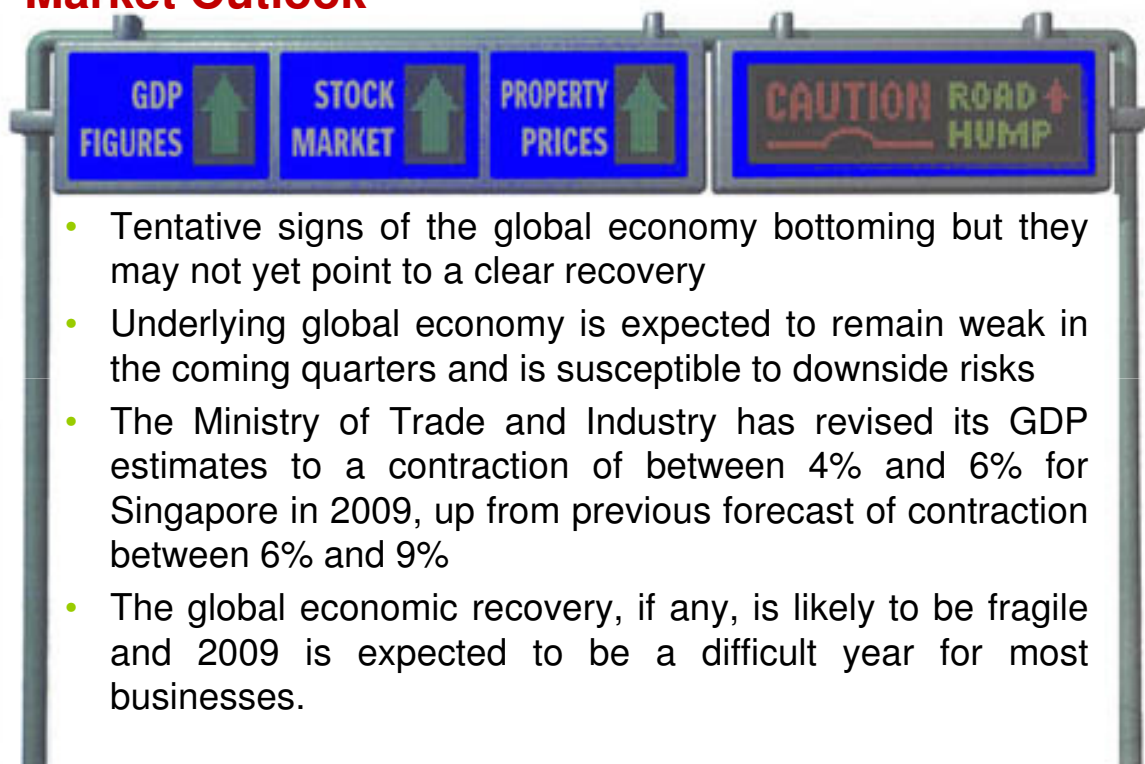 Market Outlook
GDP
FIGURES
STOCK
MARKET
PROPERTY
PRICES
CAUTION ROAD
HUMP
• Tentative signs of the global economy bottoming but they
may not yet point to a clear recovery
• Underlying global economy is expected to remain weak in
the coming quarters and is susceptible to downside risks
• The Ministry of Trade and Industry has revised its GDP
estimates to a contraction of between 4% and 6% for
Singapore in 2009, up from previous forecast of contraction
between 6% and 9%
• The global economic recovery, if any, is likely to be fragile
and 2009 is expected to be a difficult year for most
businesses.